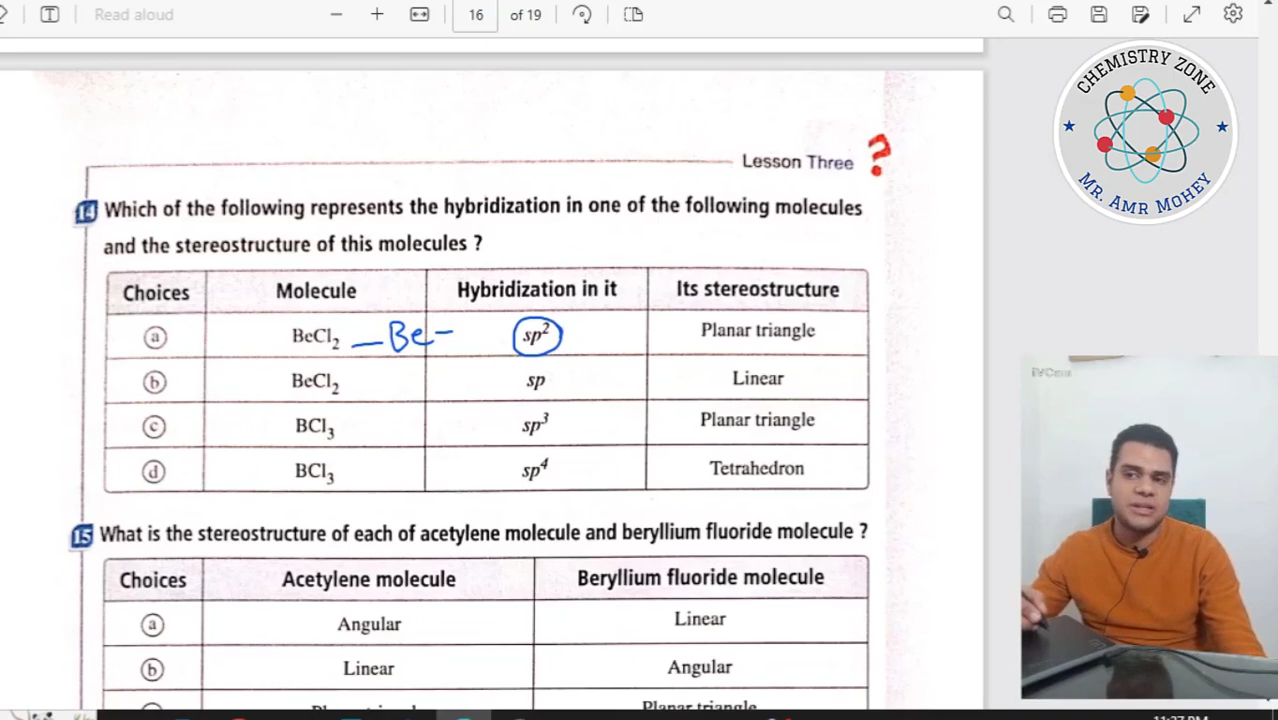 Read aloud
16
of 19
CHEMISTRY ZONE
MR. AMR MOHEY
Lesson Three ?
14 Which of the following represents the hybridization in one of the following molecules
and the stereostructure of this molecules ?
Choices Molecule Hybridization in it Its stereostructure
a BeCl2 –Be– sp2 Planar triangle
b BeCl2 sp Linear
c BCl3 sp3 Planar triangle
d BCl3 sp4 Tetrahedron
15 What is the stereostructure of each of acetylene molecule and beryllium fluoride molecule ?
Choices Acetylene molecule Beryllium fluoride molecule
a Angular Linear
b Linear Angular
Planar triangle